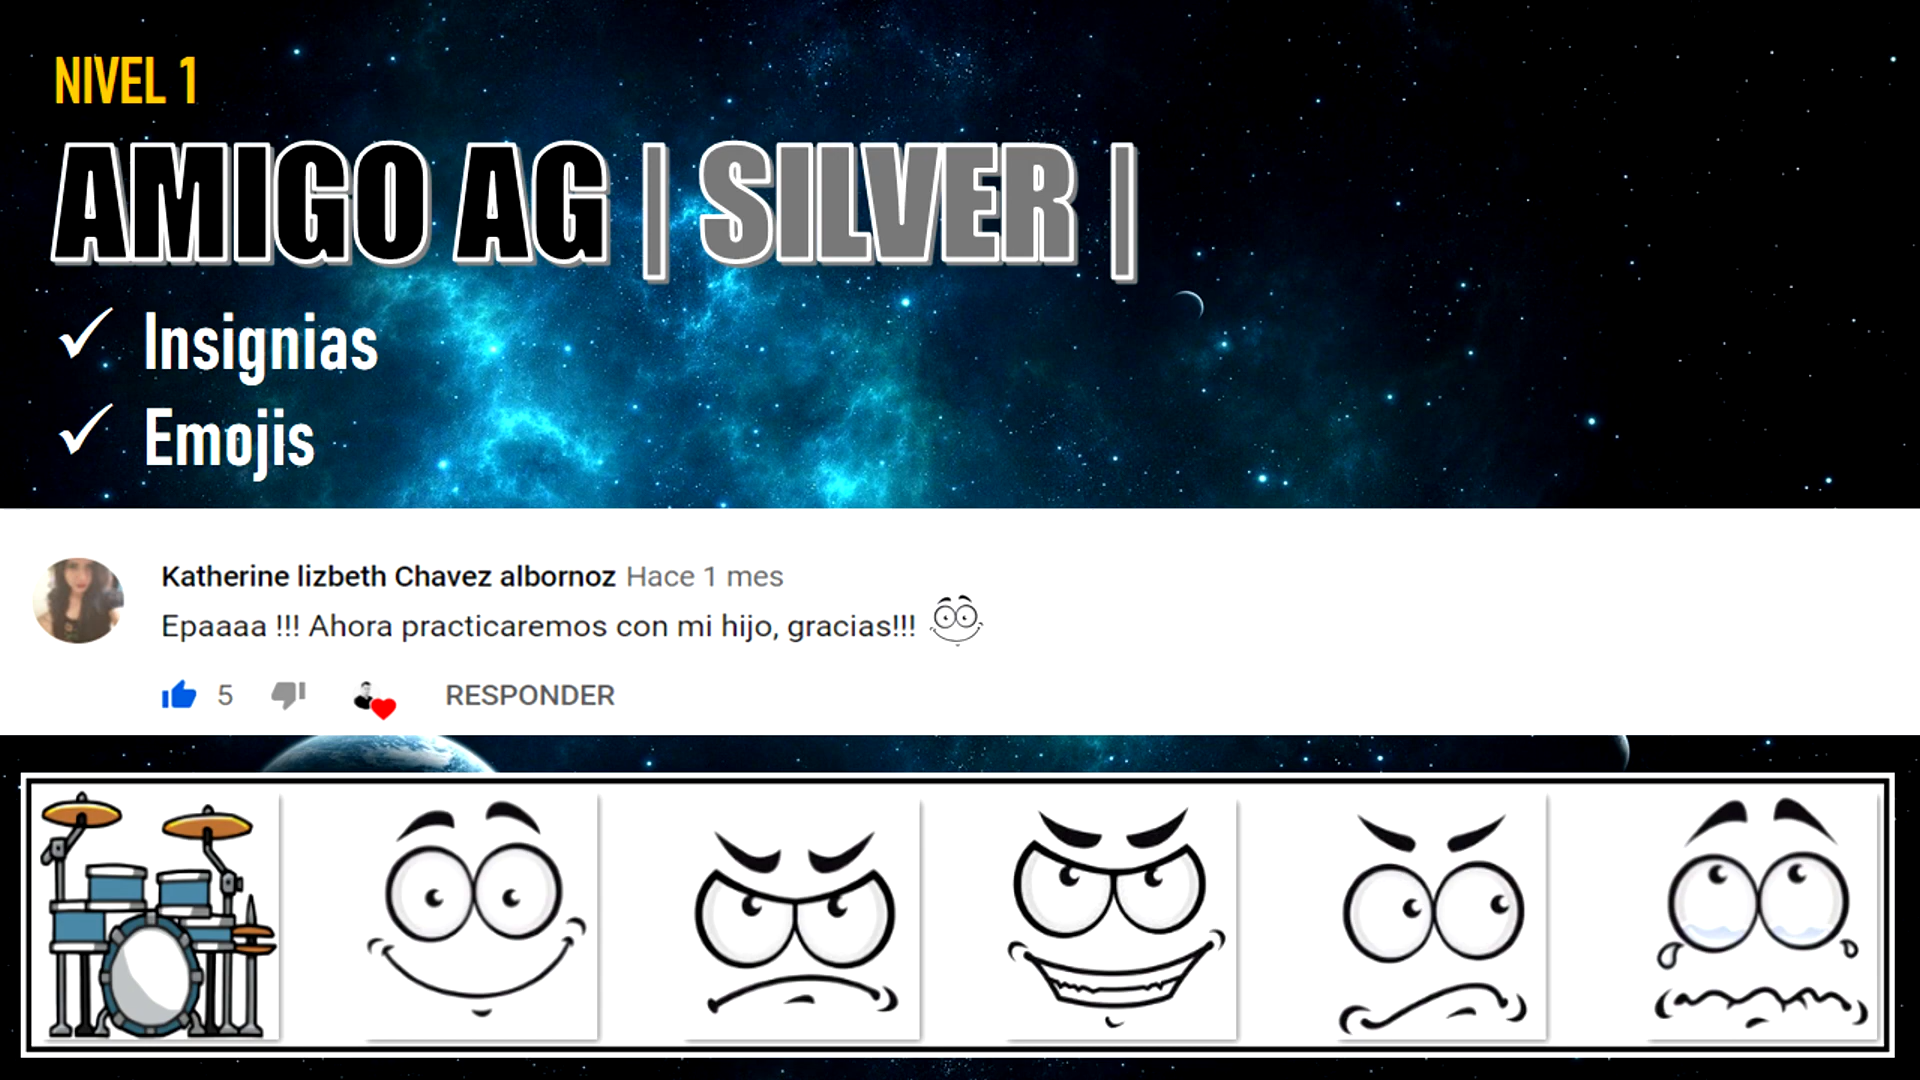 NIVEL 1
AMIGO AG | SILVER |
✓ Insignias
✓ Emojis
Katherine lizbeth Chavez albornoz Hace 1 mes
Epaaaa !!! Ahora practicaremos con mi hijo, gracias!!!
5 RESPONDER